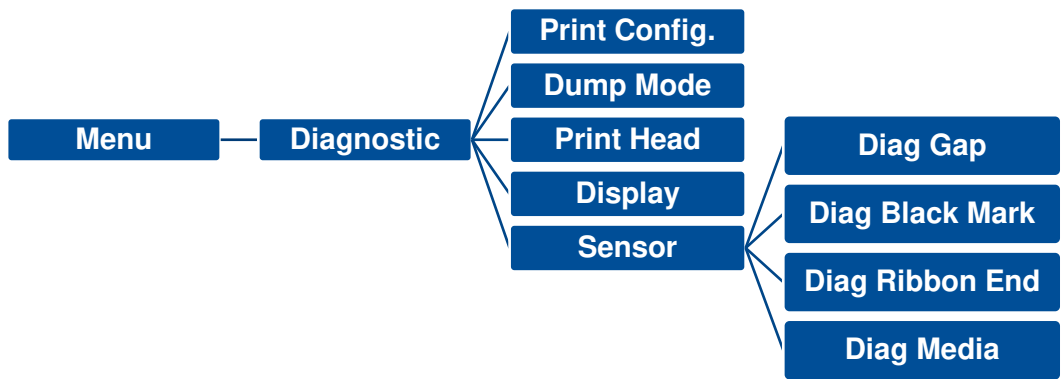 Menu
Diagnostic
Print Config.
Dump Mode
Print Head
Display
Sensor
Diag Gap
Diag Black Mark
Diag Ribbon End
Diag Media